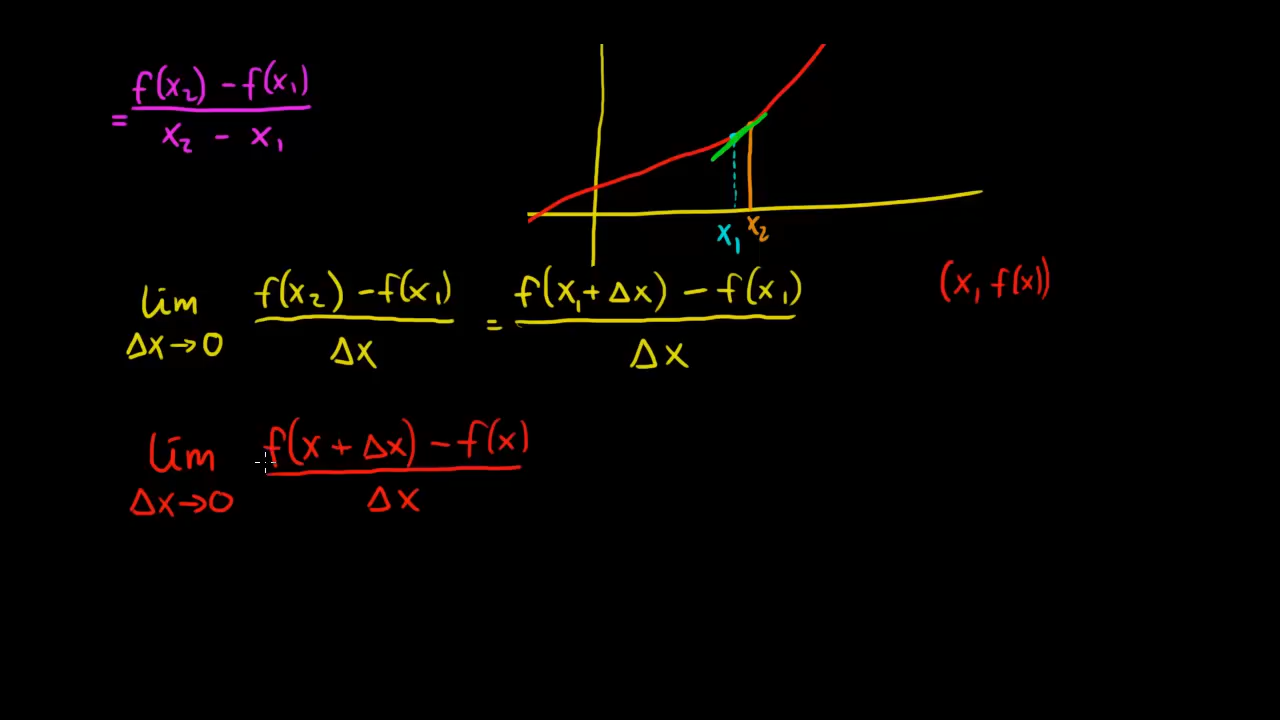 = f(x₂) - f(x₁) / x₂ - x₁
x₁ x₂
lim Δx→0 f(x₂) - f(x₁) / Δx = f(x₁ + Δx) - f(x₁) / Δx
(x, f(x))
lim Δx→0 f(x + Δx) - f(x) / Δx